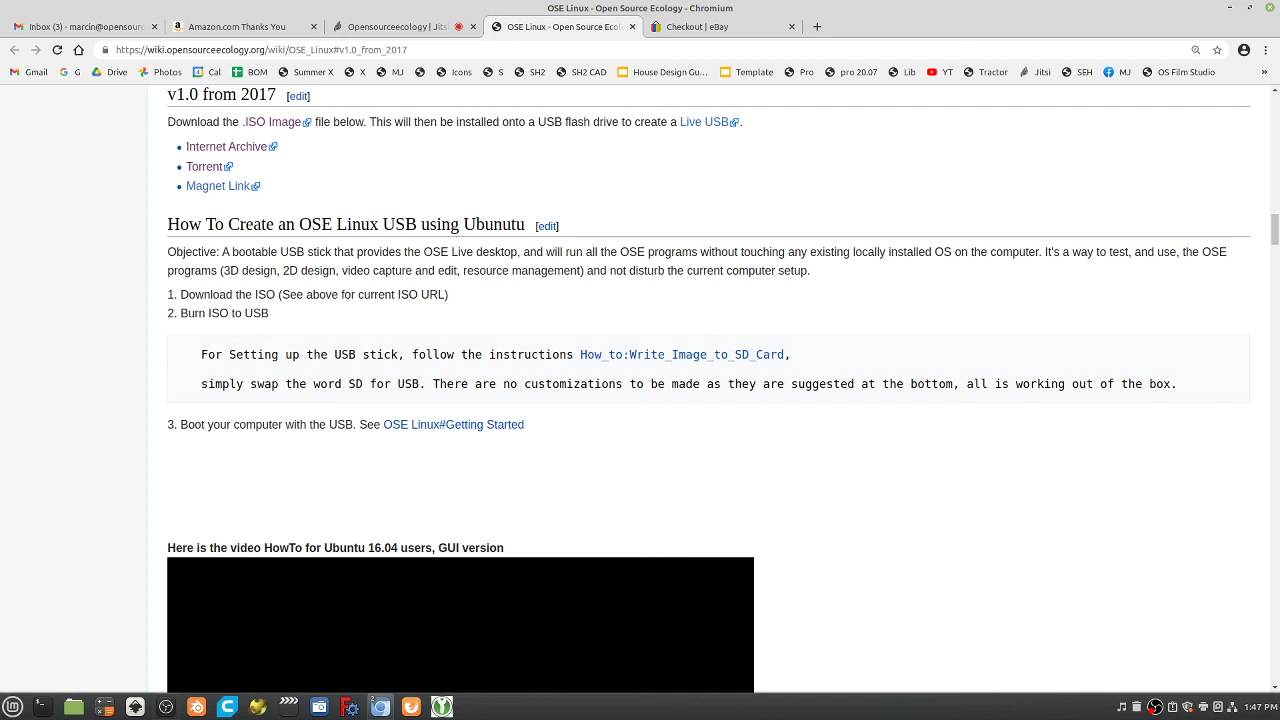 OSE Linux - Open Source Ecology - Chromium
Inbox (3) - marcin@opensour
Amazon.com Thanks You
Opensourceecology | Jits
OSE Linux - Open Source Ecol
Checkout | eBay
https://wiki.opensourceecology.org/wiki/OSE_Linux#v1.0_from_2017
Gmail G Drive Photos Cal BOM Summer X X MJ Icons S SH2 SH2 CAD House Design Gu... Template Pro pro 20.07 Lib YT Tractor Jitsi SEH MJ OS Film Studio »
v1.0 from 2017 [edit]
Download the .ISO Image file below. This will then be installed onto a USB flash drive to create a Live USB.
Internet Archive
Torrent
Magnet Link
How To Create an OSE Linux USB using Ubunutu [edit]
Objective: A bootable USB stick that provides the OSE Live desktop, and will run all the OSE programs without touching any existing locally installed OS on the computer. It's a way to test, and use, the OSE
programs (3D design, 2D design, video capture and edit, resource management) and not disturb the current computer setup.
1. Download the ISO (See above for current ISO URL)
2. Burn ISO to USB
For Setting up the USB stick, follow the instructions How_to:Write_Image_to_SD_Card,
simply swap the word SD for USB. There are no customizations to be made as they are suggested at the bottom, all is working out of the box.
3. Boot your computer with the USB. See OSE Linux#Getting Started
Here is the video HowTo for Ubuntu 16.04 users, GUI version
2
1:47 PM